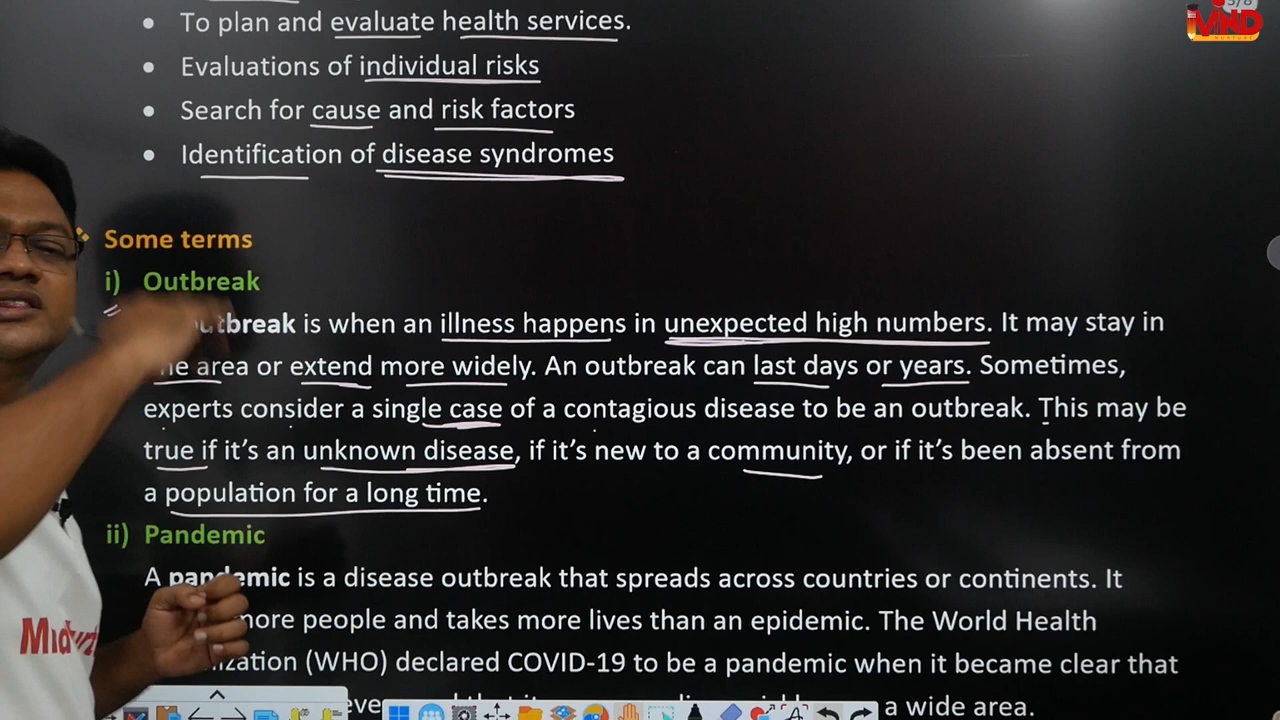 • To plan and evaluate health services.
• Evaluations of individual risks
• Search for cause and risk factors
• Identification of disease syndromes
Some terms
i) Outbreak
utbreak is when an illness happens in unexpected high numbers. It may stay in
area or extend more widely. An outbreak can last days or years. Sometimes,
experts consider a single case of a contagious disease to be an outbreak. This may be
true if it's an unknown disease, if it's new to a community, or if it's been absent from
a population for a long time.
ii) Pandemic
A pandemic is a disease outbreak that spreads across countries or continents. It
more people and takes more lives than an epidemic. The World Health
ization (WHO) declared COVID-19 to be a pandemic when it became clear that
a wide area.